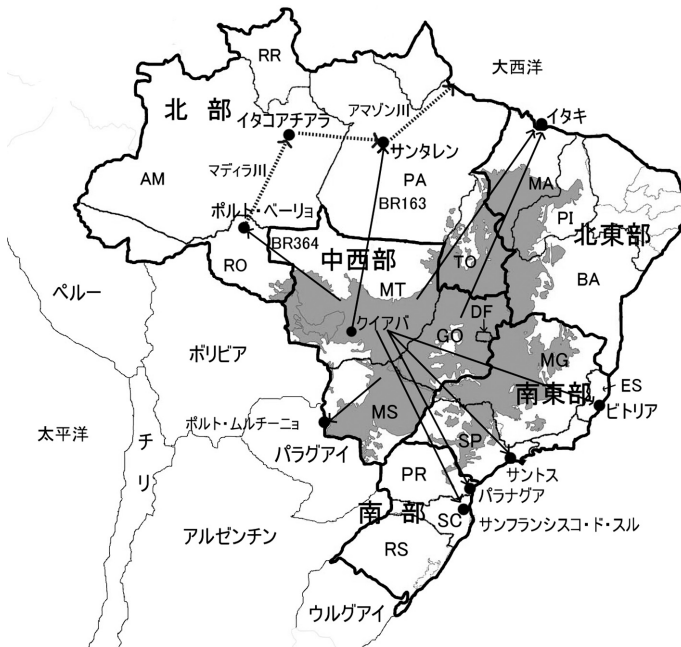 RR
大西洋
北 部
アマゾン川
イタコアチアラ
イタキ
サンタレン
マディラ川
AM
PA
MA
BR163
ポルト・ベーリョ
PI
北東部
BR364
中西部
RO
TO
BA
MT
ペルー
DF
クイアバ
GO
MG
ボリビア
ES
南東部
ビトリア
MS
ポルト・ムルチーニョ
太平洋
SP
パラグアイ
サントス
チリ
PR
パラナグア
南 部
SC
サンフランシスコ・ド・スル
アルゼンチン
RS
ウルグアイ